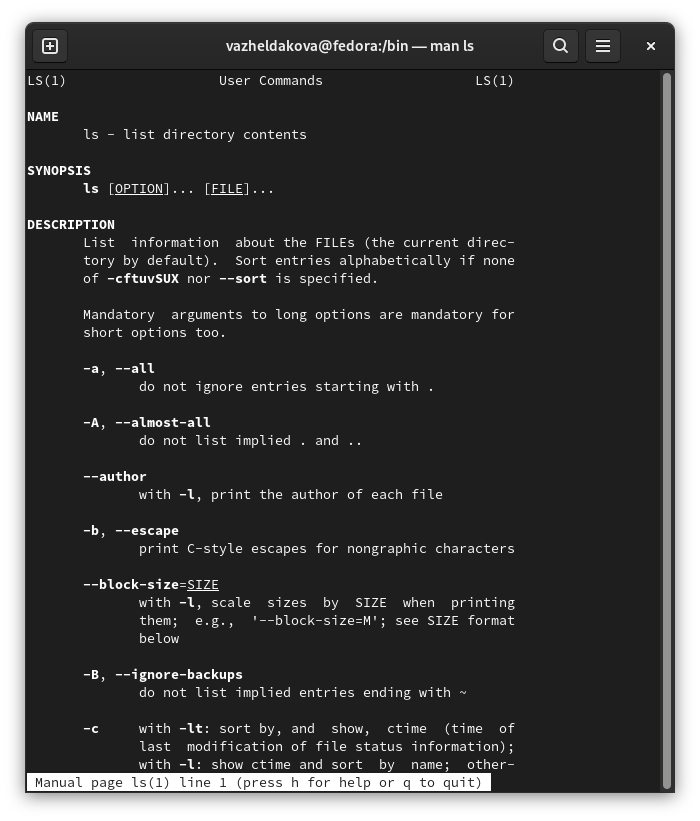 vazheldakova@fedora:/bin — man ls
LS(1) User Commands LS(1)
NAME
ls - list directory contents
SYNOPSIS
ls [OPTION]... [FILE]...
DESCRIPTION
List information about the FILEs (the current direc-
tory by default). Sort entries alphabetically if none
of -cftuvSUX nor --sort is specified.
Mandatory arguments to long options are mandatory for
short options too.
-a, --all
do not ignore entries starting with .
-A, --almost-all
do not list implied . and ..
--author
with -l, print the author of each file
-b, --escape
print C-style escapes for nongraphic characters
--block-size=SIZE
with -l, scale sizes by SIZE when printing
them; e.g., '--block-size=M'; see SIZE format
below
-B, --ignore-backups
do not list implied entries ending with ~
-c with -lt: sort by, and show, ctime (time of
last modification of file status information);
with -l: show ctime and sort by name; other-
Manual page ls(1) line 1 (press h for help or q to quit)